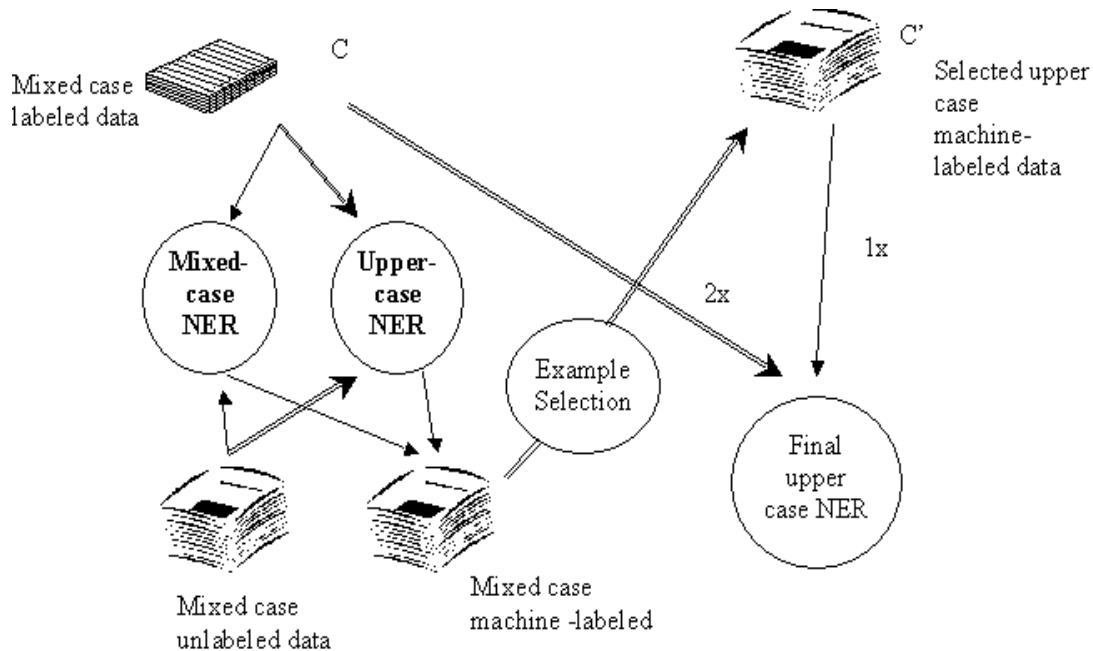 C
Mixed case
labeled data
C’
Selected upper
case
machine-
labeled data
Mixed-
case
NER
Upper-
case
NER
1x
2x
Example
Selection
Final
upper
case NER
Mixed case
unlabeled data
Mixed case
machine -labeled